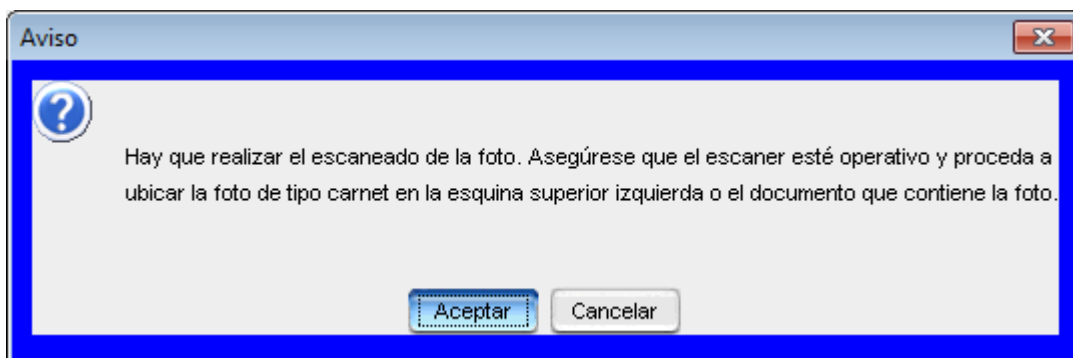 Aviso
Hay que realizar el escaneado de la foto. Asegúrese que el escaner esté operativo y proceda a
ubicar la foto de tipo carnet en la esquina superior izquierda o el documento que contiene la foto.
Aceptar Cancelar